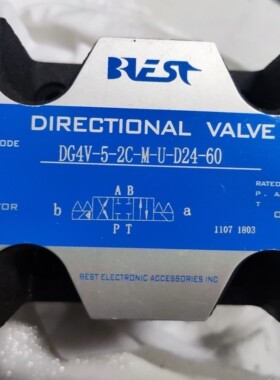 BEST
DIRECTIONAL VALVE
ODE
DG4V-5-2C-M-U-D24-60
RATED
A B
P . A
TOR b a T
P T
1107 1803
BEST ELECTRONIC ACCESSORIES INC